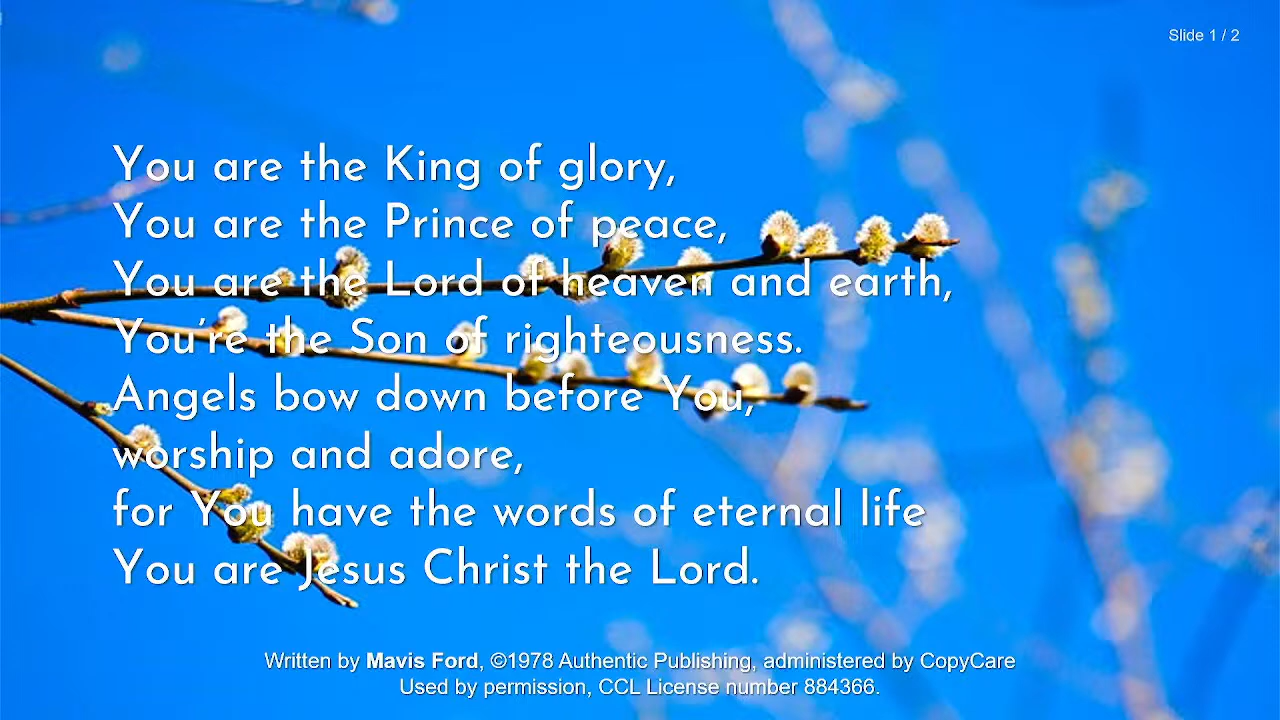 Slide 1 / 2
You are the King of glory,
You are the Prince of peace,
You are the Lord of heaven and earth,
You're the Son of righteousness.
Angels bow down before You,
worship and adore,
for You have the words of eternal life
You are Jesus Christ the Lord.
Written by Mavis Ford, ©1978 Authentic Publishing, administered by CopyCare
Used by permission, CCL License number 884366.